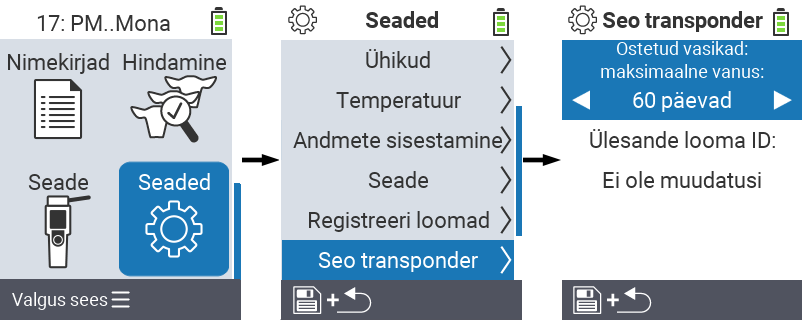 17: PM..Mona
Nimekirjad
Hindamine
Seade
Seaded
Valgus sees
Seaded
Ühikud
Temperatuur
Andmete sisestamine
Seade
Registreeri loomad
Seo transponder
+
Seo transponder
Ostetud vasikad:
maksimaalne vanus:
60 päevad
Ülesande looma ID:
Ei ole muudatusi
+